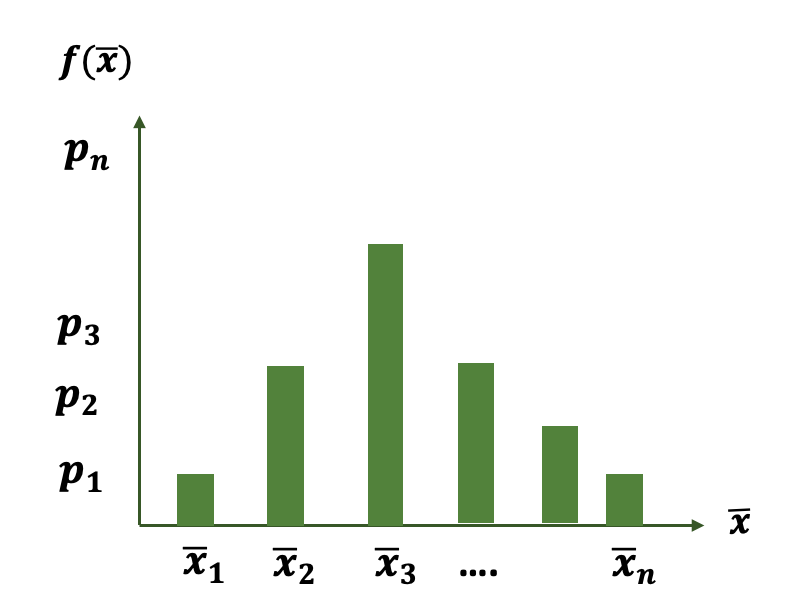 f(x̅)
pₙ
p₃
p₂
p₁
x̅
x̅₁ x̅₂ x̅₃ .... x̅ₙ